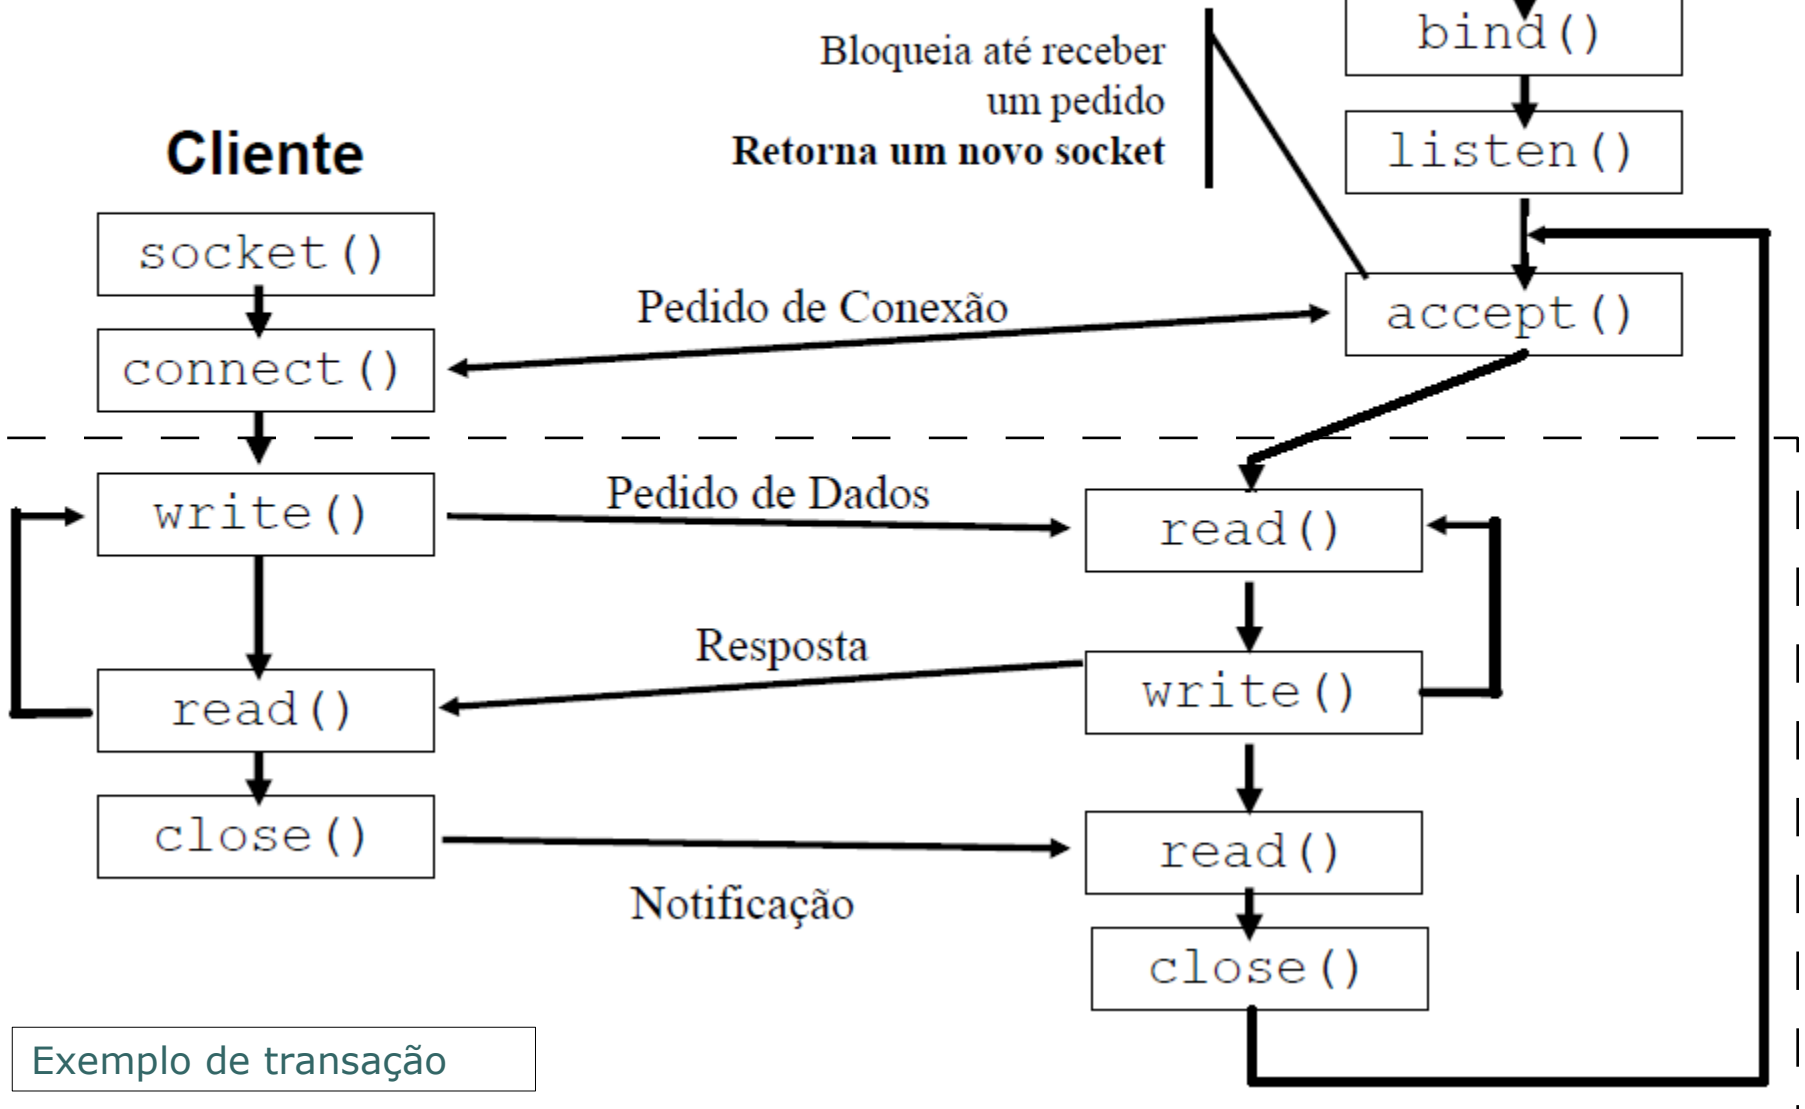 bind()
Bloqueia até receber
um pedido
Retorna um novo socket
listen()
Cliente
socket()
accept()
Pedido de Conexão
connect()
Pedido de Dados
write()
read()
Resposta
write()
read()
close()
read()
Notificação
close()
Exemplo de transação